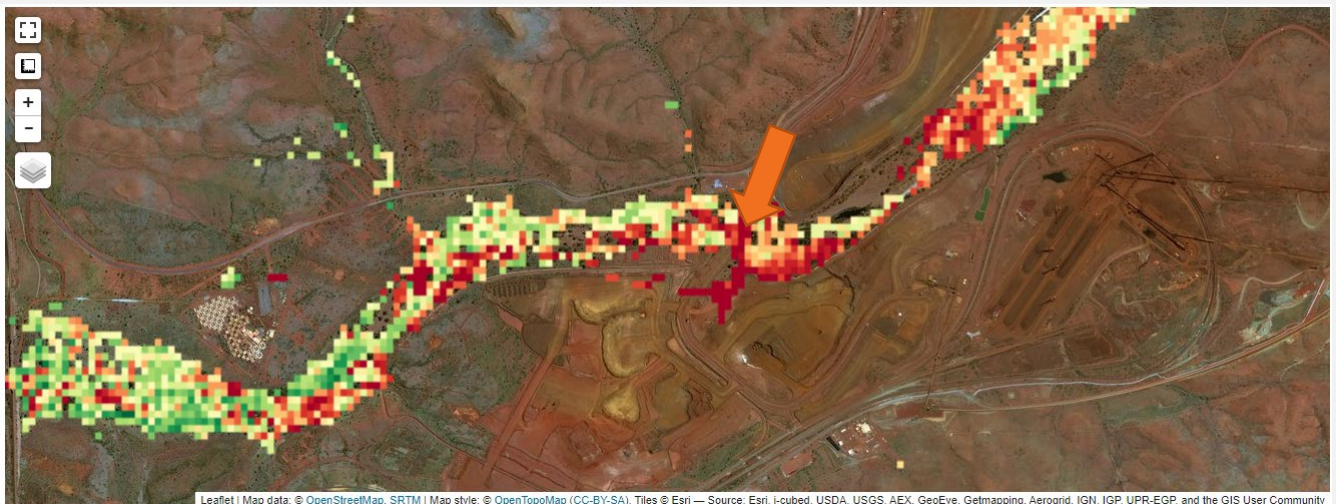 +
-
Leaflet | Map data: © OpenStreetMap, SRTM | Map style: © OpenTopoMap (CC-BY-SA), Tiles © Esri — Source: Esri, i-cubed, USDA, USGS, AEX, GeoEye, Getmapping, Aerogrid, IGN, IGP, UPR-EGP, and the GIS User Community